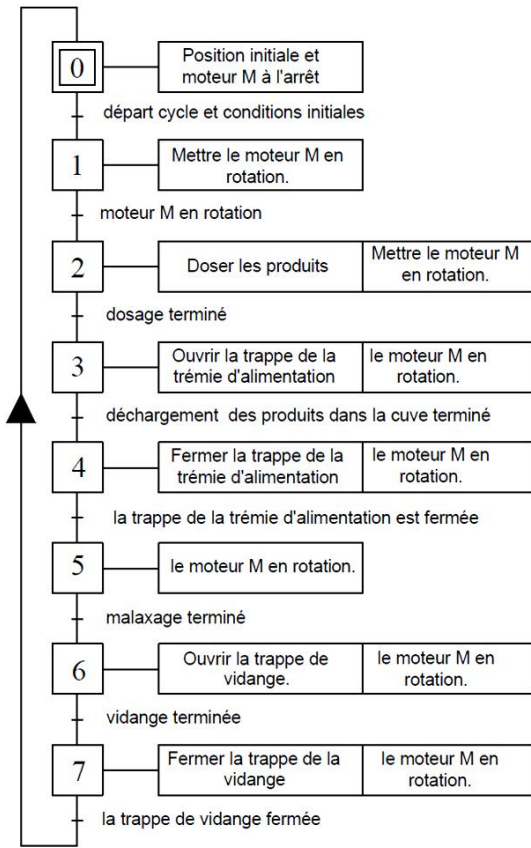 0
Position initiale et
moteur M à l'arrêt
départ cycle et conditions initiales
1
Mettre le moteur M en
rotation.
moteur M en rotation
2
Doser les produits
Mettre le moteur M
en rotation.
dosage terminé
3
Ouvrir la trappe de la
trémie d'alimentation
le moteur M en
rotation.
déchargement des produits dans la cuve terminé
4
Fermer la trappe de la
trémie d'alimentation
le moteur M en
rotation.
la trappe de la trémie d'alimentation est fermée
5
le moteur M en rotation.
malaxage terminé
6
Ouvrir la trappe de
vidange.
le moteur M en
rotation.
vidange terminée
7
Fermer la trappe de la
vidange
le moteur M en
rotation.
la trappe de vidange fermée